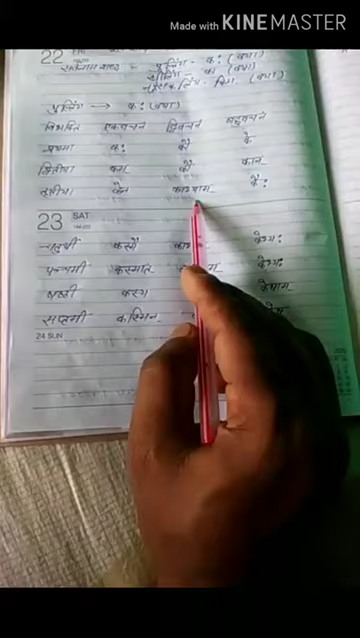 Made with KINEMASTER
22 FRI
सर्वनाम शब्द - पुल्लिंग - कः (क्या)
स्त्रीलिंग - का (क्या)
नपुंसक लिंग - किम् (क्या)
पुल्लिंग → कः (क्या)
विभक्ति एकवचन द्विवचन बहुवचन
प्रथमा कः कौ के
द्वितीया कम् कौ कान्
तृतीया केन काभ्याम् कैः
23 SAT
चतुर्थी कस्मै केभ्यः
पञ्चमी कस्मात् केभ्यः
षष्ठी कस्य केषाम्
सप्तमी कस्मिन्
24 SUN